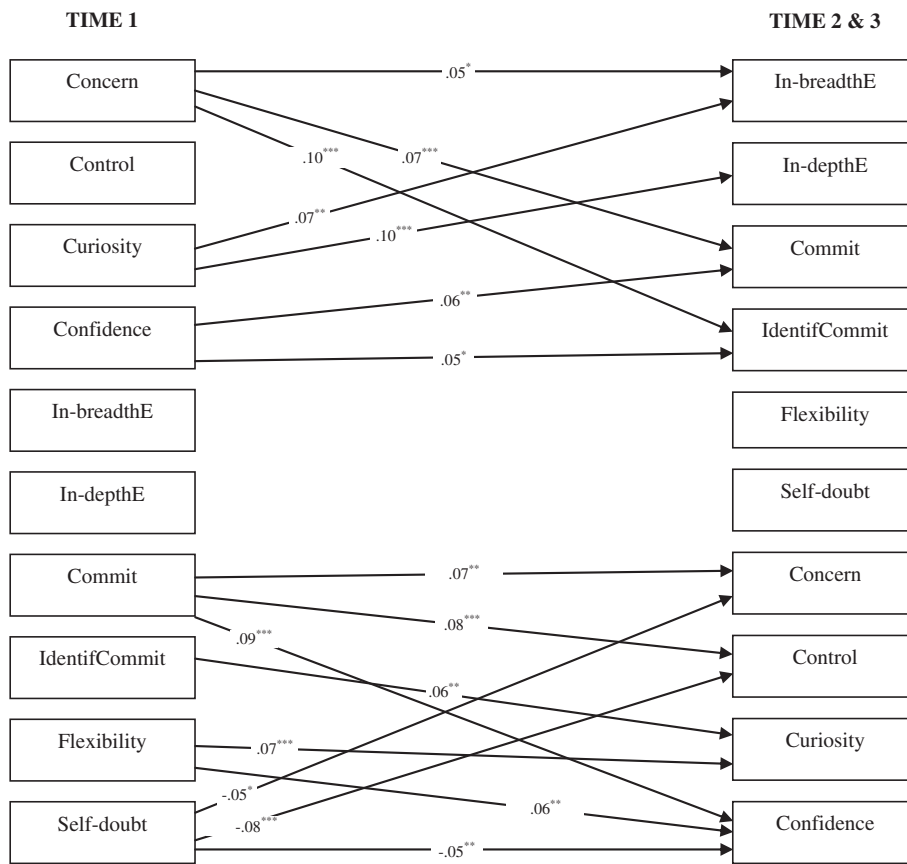 TIME 1 TIME 2 & 3
Concern .05* In-breadthE
Control .10*** .07*** In-depthE
Curiosity .07** .10*** Commit
Confidence .06** IdentifCommit
.05*
In-breadthE Flexibility
In-depthE Self-doubt
Commit .07** Concern
.09*** .08***
IdentifCommit .06** Control
Flexibility .07*** Curiosity
-.05* .06**
Self-doubt -.08*** Confidence
-.05**